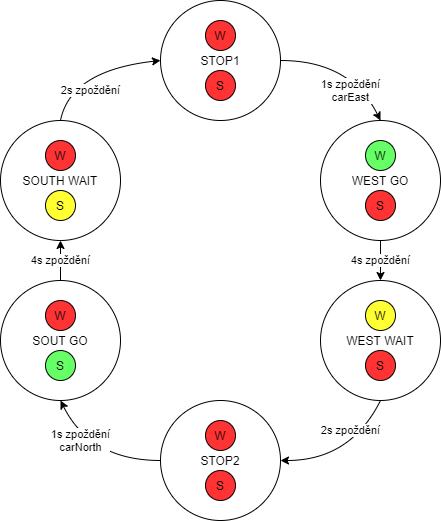 W
STOP1
S
2s zpoždění
1s zpoždění
carEast
W
SOUTH WAIT
S
W
WEST GO
S
4s zpoždění
4s zpoždění
W
SOUT GO
S
W
WEST WAIT
S
1s zpoždění
carNorth
2s zpoždění
W
STOP2
S